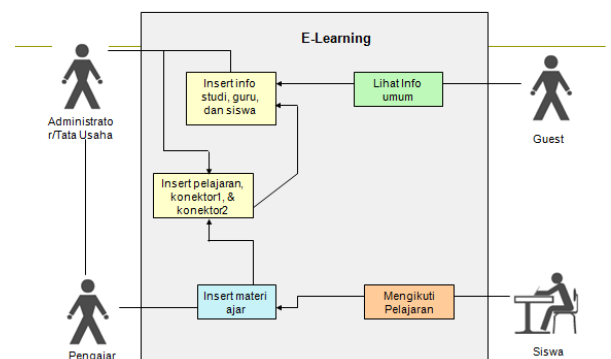 E-Learning
Insert info
studi, guru,
dan siswa
Lihat Info
umum
Administrato
r/Tata Usaha
Guest
Insert pelajaran,
konektor1, &
konektor2
Insert materi
ajar
Mengikuti
Pelajaran
Pengajar
Siswa